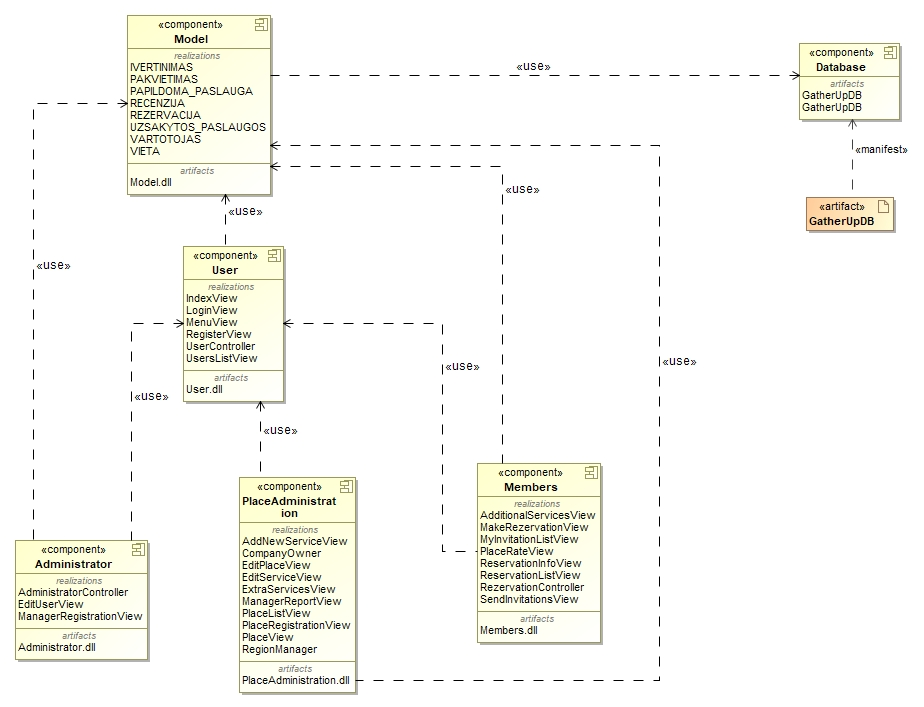 «component»
Model
realizations
IVERTINIMAS
PAKVIETIMAS
PAPILDOMA_PASLAUGA
RECENZIJA
REZERVACIJA
UZSAKYTOS_PASLAUGOS
VARTOTOJAS
VIETA
artifacts
Model.dll
«use»
«component»
Database
artifacts
GatherUpDB
GatherUpDB
«manifest»
«artifact»
GatherUpDB
«use»
«use»
«use»
«component»
User
realizations
IndexView
LoginView
MenuView
RegisterView
UserController
UsersListView
artifacts
User.dll
«use»
«use»
«use»
«use»
«component»
Administrator
realizations
AdministratorController
EditUserView
ManagerRegistrationView
artifacts
Administrator.dll
«component»
PlaceAdministrat
ion
realizations
AddNewServiceView
CompanyOwner
EditPlaceView
EditServiceView
ExtraServicesView
ManagerReportView
PlaceListView
PlaceRegistrationView
PlaceView
RegionManager
artifacts
PlaceAdministration.dll
«component»
Members
realizations
AdditionalServicesView
MakeRezervationView
MyInvitationListView
PlaceRateView
ReservationInfoView
ReservationListView
RezervationController
SendInvitationsView
artifacts
Members.dll